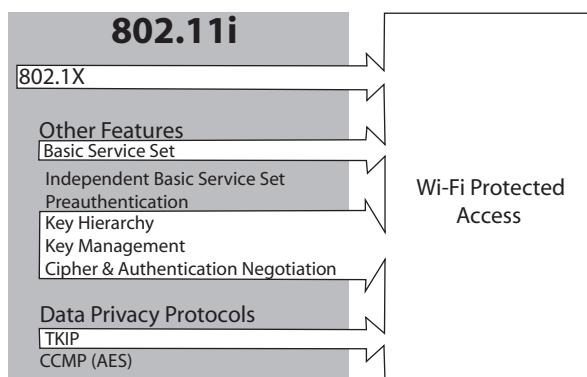 802.11i
802.1X
Other Features
Basic Service Set
Independent Basic Service Set
Preauthentication
Key Hierarchy
Key Management
Cipher & Authentication Negotiation
Data Privacy Protocols
TKIP
CCMP (AES)
Wi-Fi Protected
Access